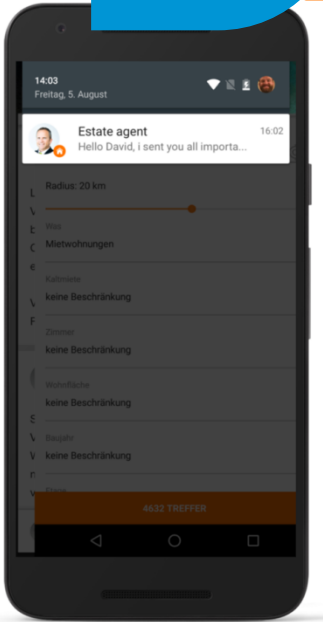 14:03
Freitag, 5. August
Estate agent
16:02
Hello David, i sent you all importa...
Radius: 20 km
Was
Mietwohnungen
Kaltmiete
keine Beschränkung
Zimmer
keine Beschränkung
Wohnfläche
keine Beschränkung
Baujahr
keine Beschränkung
Etage
4632 TREFFER